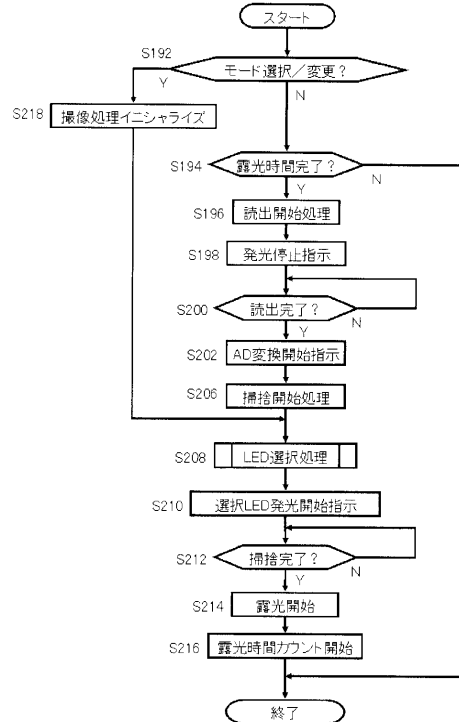 スタート
S192
モード選択／変更？
Y
N
S218
撮像処理イニシャライズ
S194
露光時間完了？
N
Y
S196
読出開始処理
S198
発光停止指示
S200
読出完了？
N
Y
S202
AD変換開始指示
S206
掃捨開始処理
S208
LED選択処理
S210
選択LED発光開始指示
S212
掃捨完了？
N
Y
S214
露光開始
S216
露光時間カウント開始
終了